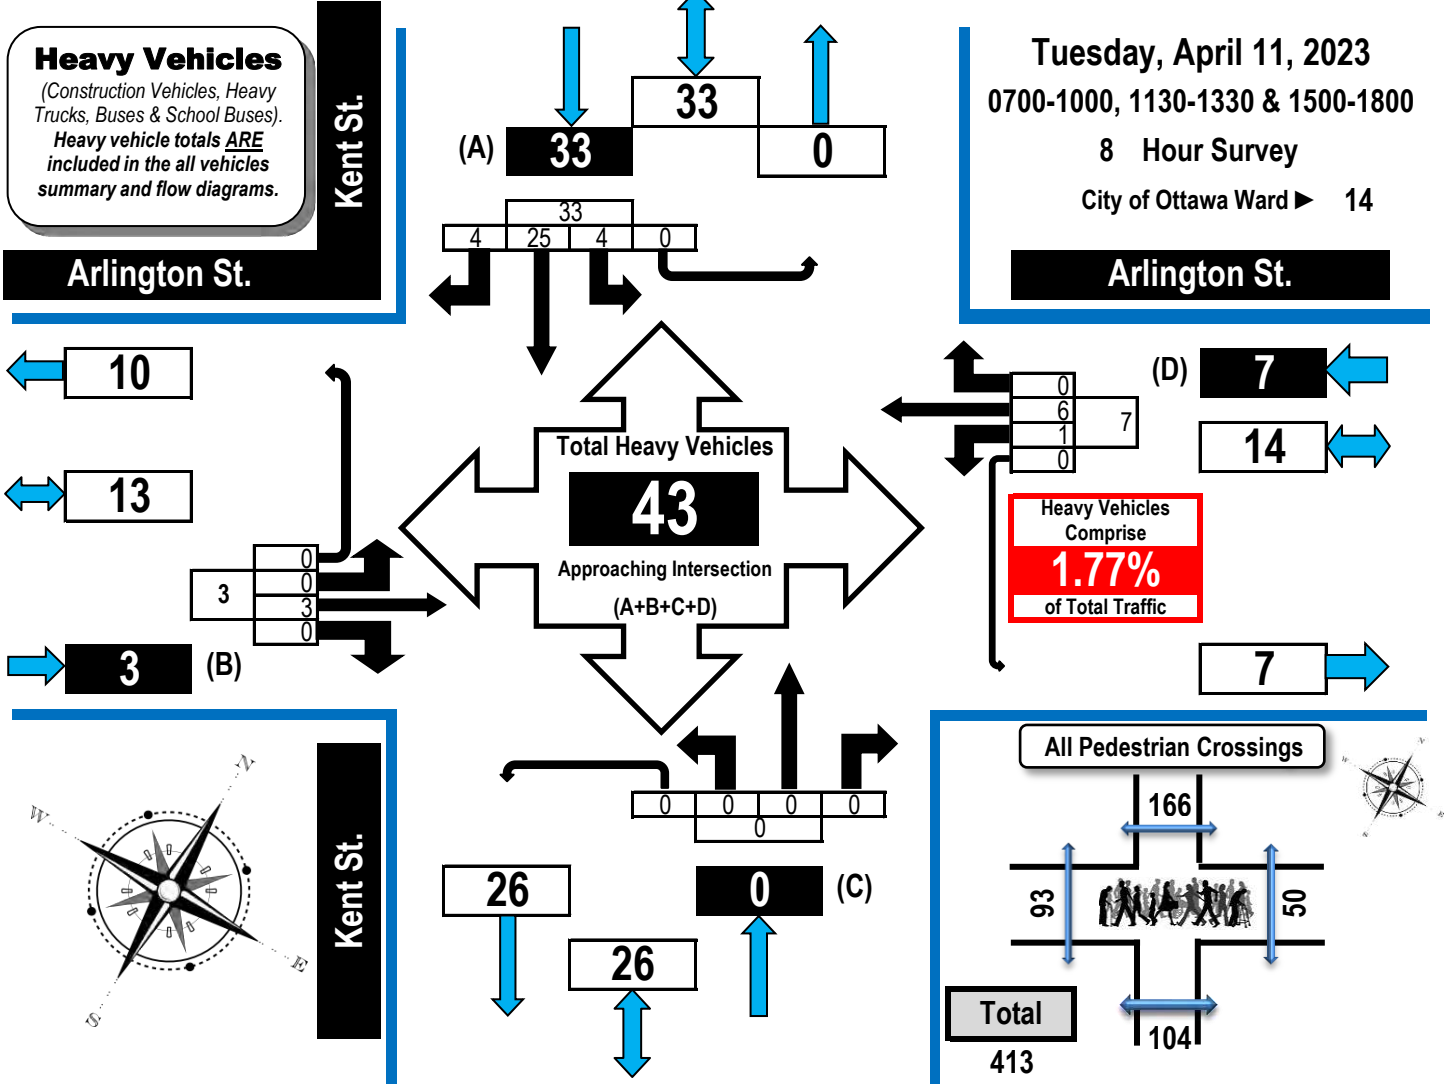 Heavy Vehicles
(Construction Vehicles, Heavy
Trucks, Buses & School Buses).
Heavy vehicle totals ARE
included in the all vehicles
summary and flow diagrams.
Kent St.
Arlington St.
33
(A) 33
0
33
4 25 4 0
Tuesday, April 11, 2023
0700-1000, 1130-1330 & 1500-1800
8 Hour Survey
City of Ottawa Ward ► 14
Arlington St.
10
13
0
0
3
0
3
3 (B)
Total Heavy Vehicles
43
Approaching Intersection
(A+B+C+D)
(D) 7
0
6
1
0
7
14
Heavy Vehicles
Comprise
1.77%
of Total Traffic
7
N
W
E
S
Kent St.
0 0 0 0
0
26
0 (C)
26
All Pedestrian Crossings
N
W
E
S
166
93
50
104
Total
413